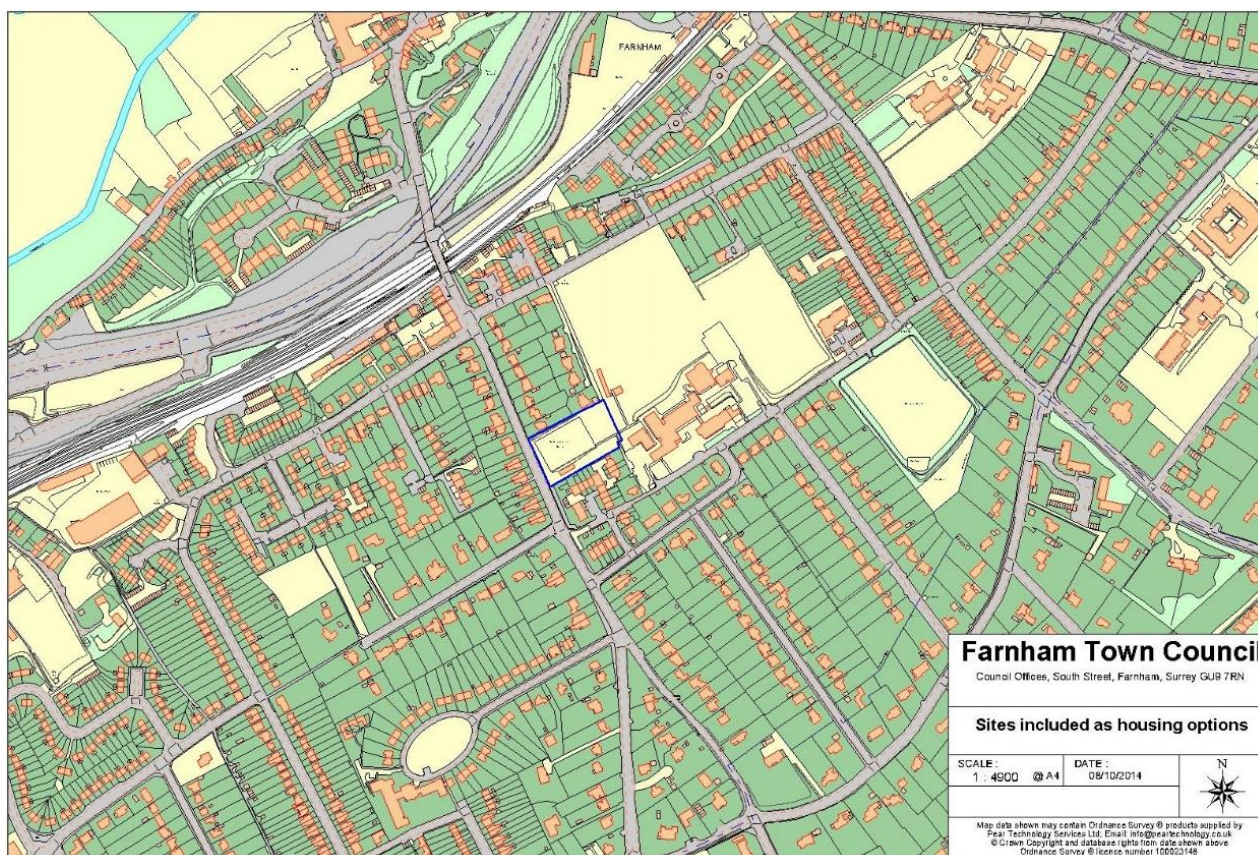 FARNHAM
Farnham Town Council
Council Offices, South Street, Farnham, Surrey GU9 7RN
Sites included as housing options
SCALE :
1 : 4900 @ A4
DATE :
08/10/2014
N
Map data shown may contain Ordnance Survey ® products supplied by
Pear Technology Services Ltd; Email: info@peartechnology.co.uk
© Crown Copyright and database rights from date shown above
Ordnance Survey ® license number 100023148